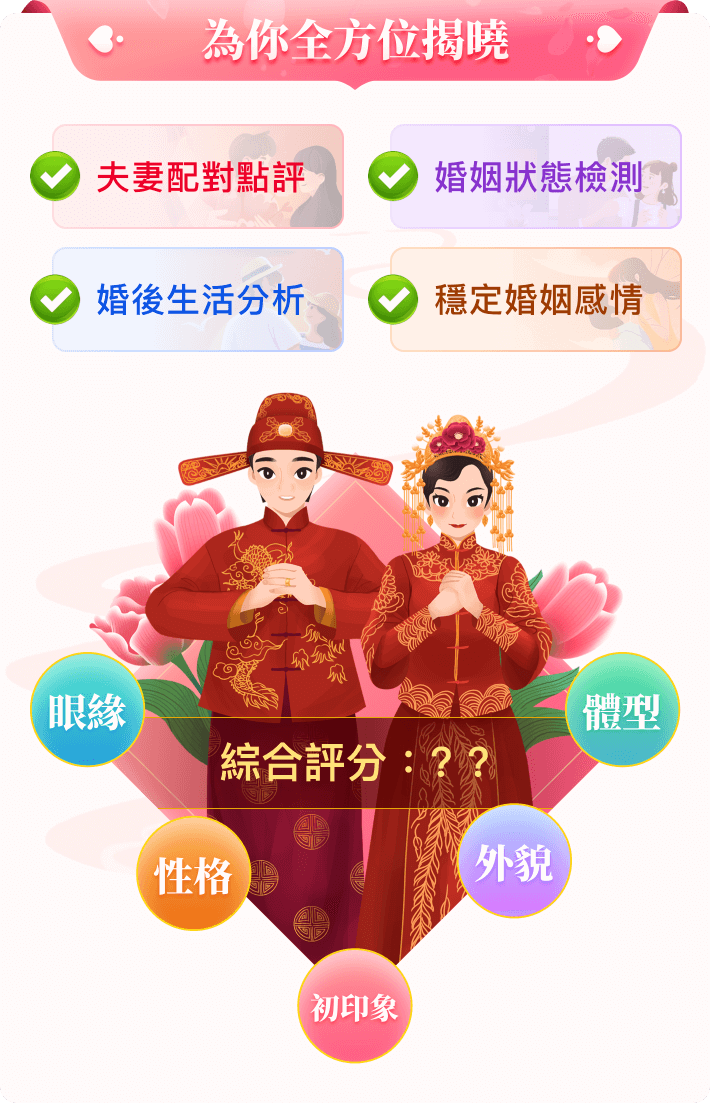 為你全方位揭曉
夫妻配對點評
婚姻狀態檢測
婚後生活分析
穩定婚姻感情
眼緣
體型
綜合評分：？？
性格
外貌
初印象